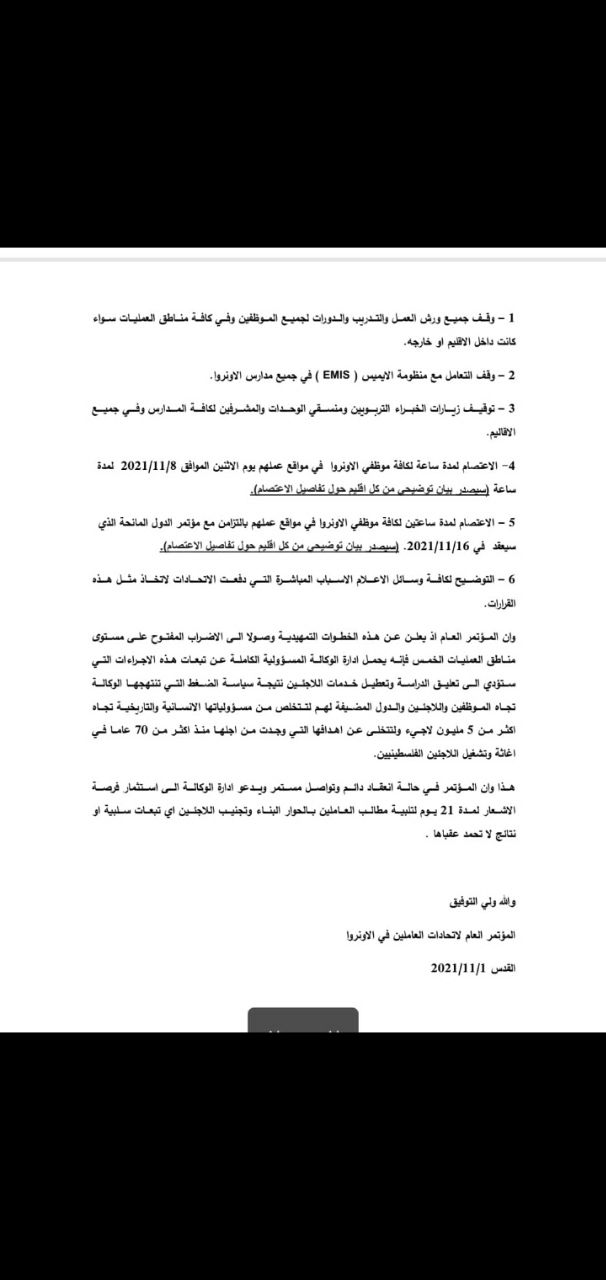 1 – وقف جميع ورش العمل والتدريب والدورات لجميع الموظفين وفي كافة مناطق العمليات سواء
كانت داخل الاقليم او خارجه.
2 – وقف التعامل مع منظومة الايميس ( EMIS ) في جميع مدارس الاونروا.
3 – توقيف زيارات الخبراء التربويين ومنسقي الوحدات والمشرفين لكافة المدارس وفي جميع
الاقاليم.
4- الاعتصام لمدة ساعة لكافة موظفي الاونروا في مواقع عملهم يوم الاثنين الموافق 2021/11/8 لمدة
ساعة (سيصدر بيان توضيحي من كل اقليم حول تفاصيل الاعتصام).
5 – الاعتصام لمدة ساعتين لكافة موظفي الاونروا في مواقع عملهم بالتزامن مع مؤتمر الدول المانحة الذي
سيعقد في 2021/11/16. (سيصدر بيان توضيحي من كل اقليم حول تفاصيل الاعتصام).
6 – التوضيح لكافة وسائل الاعلام الاسباب المباشرة التي دفعت الاتحادات لاتخاذ مثل هذه
القرارات.
وان المؤتمر العام اذ يعلن عن هذه الخطوات التمهيدية وصولا الى الاضراب المفتوح على مستوى
مناطق العمليات الخمس فإنه يحمل ادارة الوكالة المسؤولية الكاملة عن تبعات هذه الاجراءات التي
ستؤدي الى تعليق الدراسة وتعطيل خدمات اللاجئين نتيجة سياسة الضغط التي تنتهجها الوكالة
تجاه الموظفين واللاجئين والدول المضيفة لهم لتتخلص من مسؤولياتها الانسانية والتاريخية تجاه
اكثر من 5 مليون لاجيء ولتتخلى عن اهدافها التي وجدت من اجلها منذ اكثر من 70 عاما في
اغاثة وتشغيل اللاجئين الفلسطينيين.
هذا وان المؤتمر في حالة انعقاد دائم وتواصل مستمر ويدعو ادارة الوكالة الى استثمار فرصة
الاشعار لمدة 21 يوم لتلبية مطالب العاملين بالحوار البناء وتجنيب اللاجئين اي تبعات سلبية او
نتائج لا تحمد عقباها .
والله ولي التوفيق
المؤتمر العام لاتحادات العاملين في الاونروا
القدس 2021/11/1